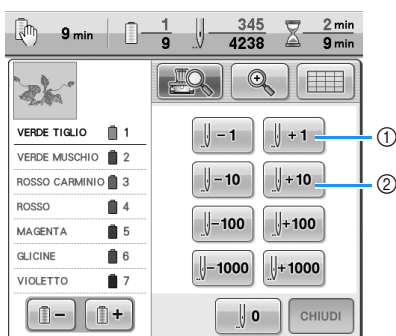 9 min 1 345 2 min
9 4238 9 min
VERDE TIGLIO 1
VERDE MUSCHIO 2
ROSSO CARMINIO 3
ROSSO 4
MAGENTA 5
GLICINE 6
VIOLETTO 7
− +
−1 +1 ①
−10 +10 ②
−100 +100
−1000 +1000
0 CHIUDI